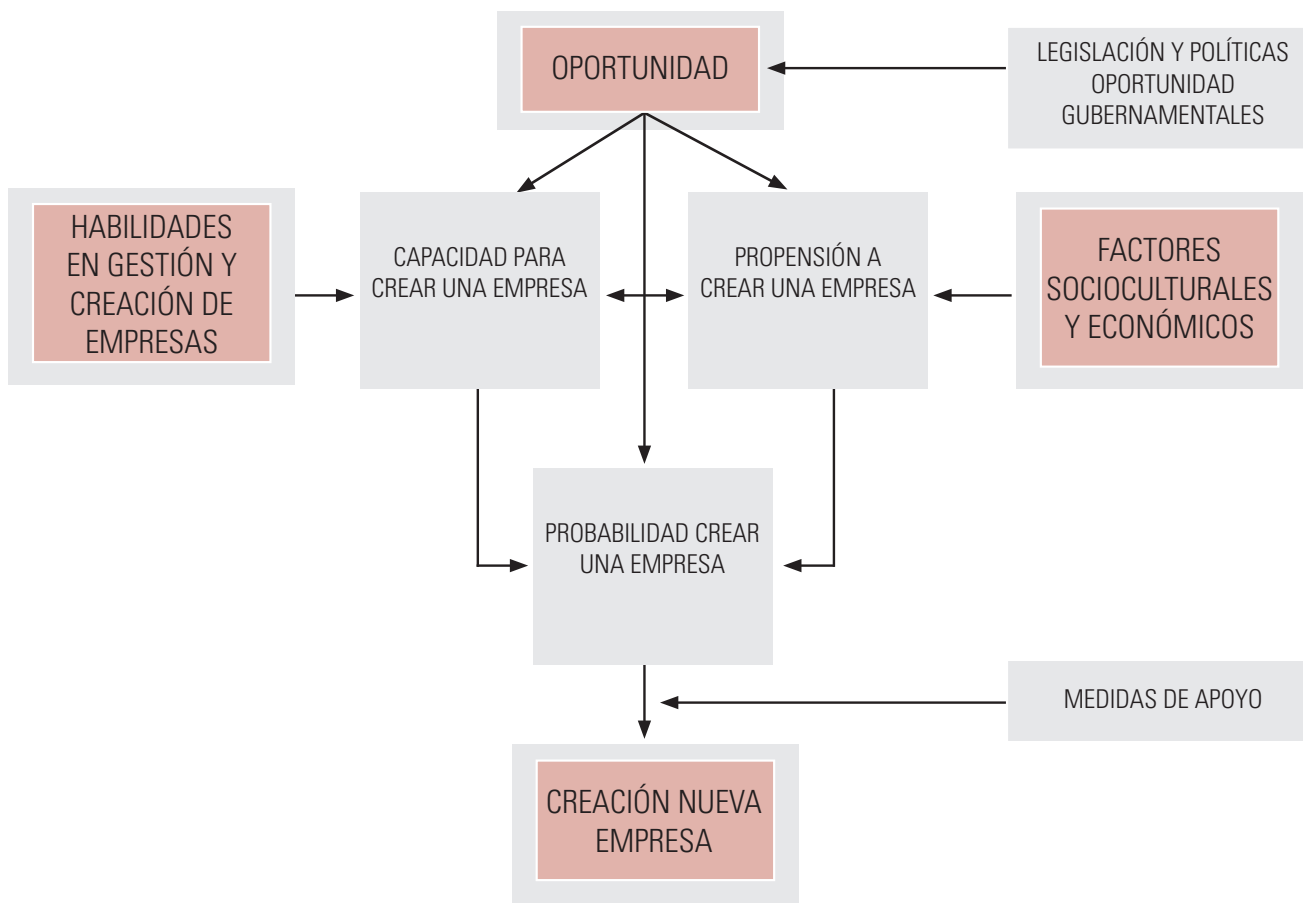 OPORTUNIDAD
LEGISLACIÓN Y POLÍTICAS
OPORTUNIDAD
GUBERNAMENTALES
HABILIDADES
EN GESTIÓN Y
CREACIÓN DE
EMPRESAS
CAPACIDAD PARA
CREAR UNA EMPRESA
PROPENSIÓN A
CREAR UNA EMPRESA
FACTORES
SOCIOCULTURALES
Y ECONÓMICOS
PROBABILIDAD CREAR
UNA EMPRESA
MEDIDAS DE APOYO
CREACIÓN NUEVA
EMPRESA